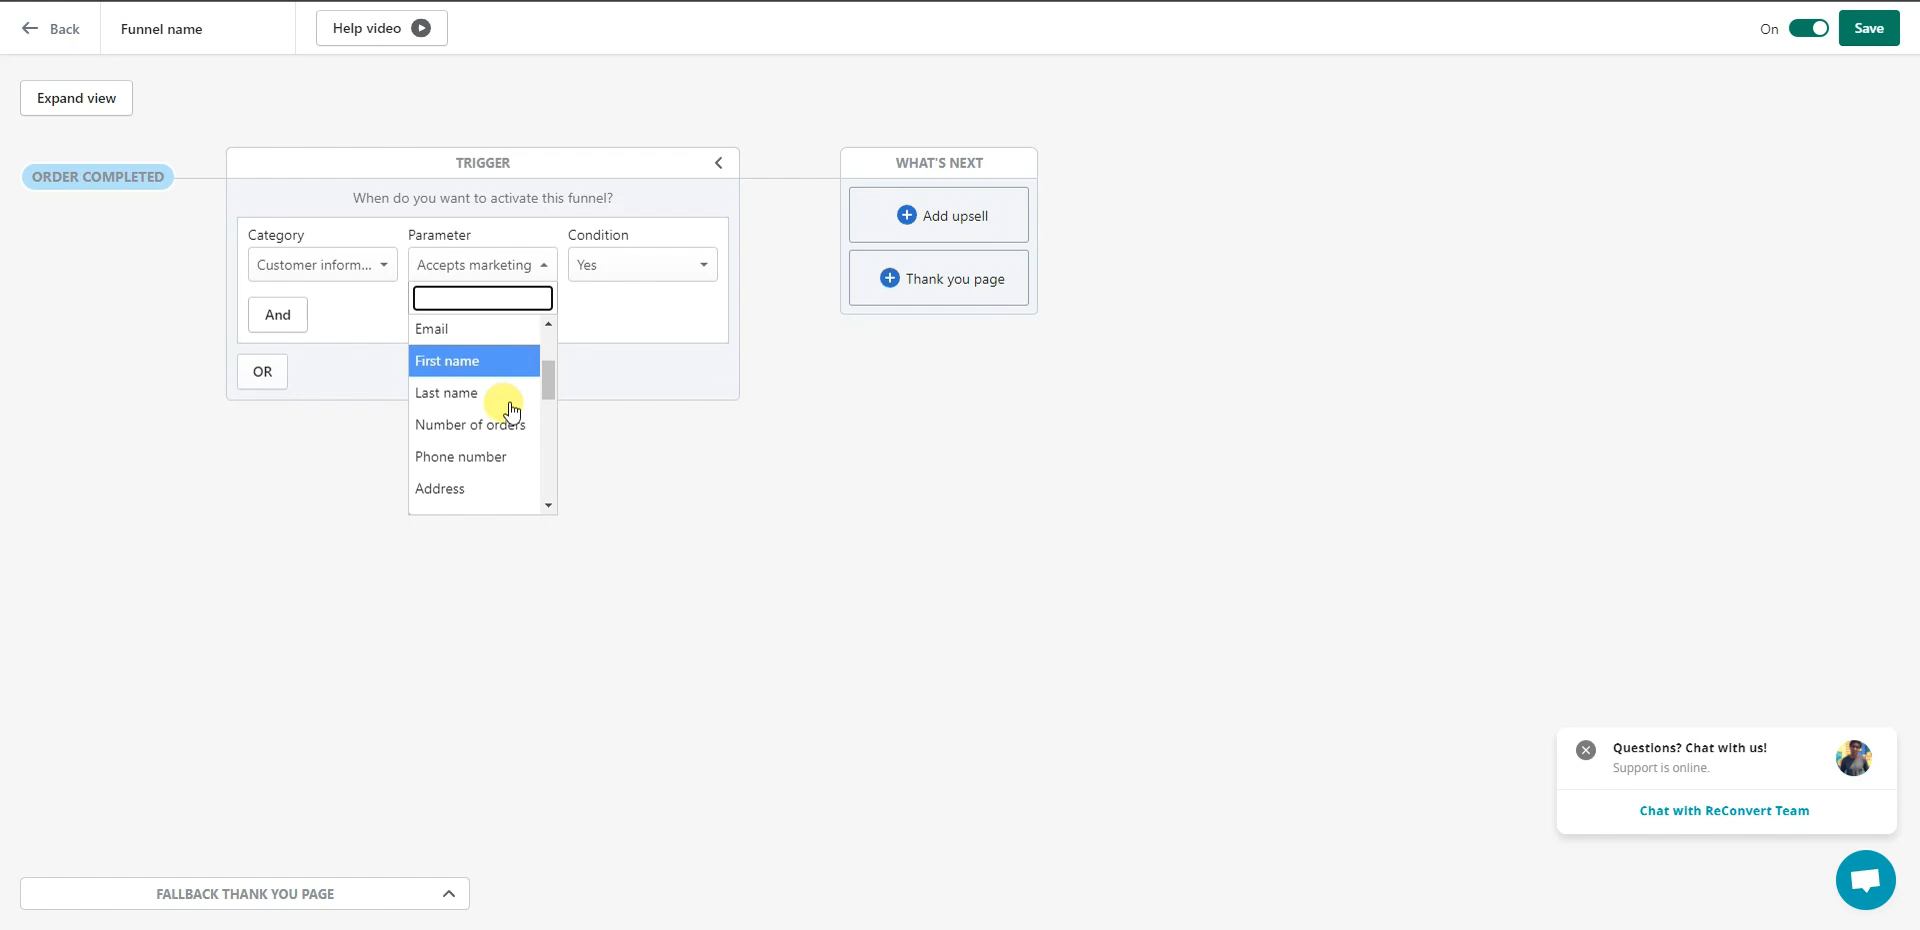 Back
Funnel name
Help video
On
Save
Expand view
ORDER COMPLETED
TRIGGER
When do you want to activate this funnel?
Category
Parameter
Condition
Customer inform...
Accepts marketing
Yes
And
OR
Email
First name
Last name
Number of orders
Phone number
Address
WHAT'S NEXT
Add upsell
Thank you page
Questions? Chat with us!
Support is online.
Chat with ReConvert Team
FALLBACK THANK YOU PAGE